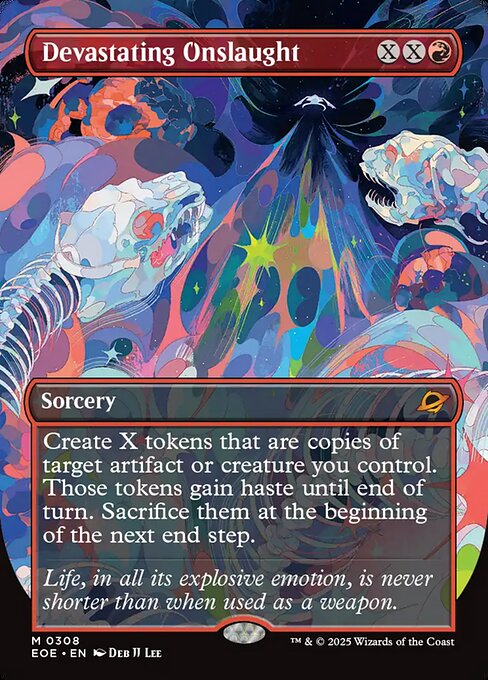 Devastating Onslaught XXR
Sorcery
Create X tokens that are copies of
target artifact or creature you control.
Those tokens gain haste until end of
turn. Sacrifice them at the beginning
of the next end step.
Life, in all its explosive emotion, is never
shorter than when used as a weapon.
M 0308
EOE • EN Deb JJ Lee
™ & © 2025 Wizards of the Coast